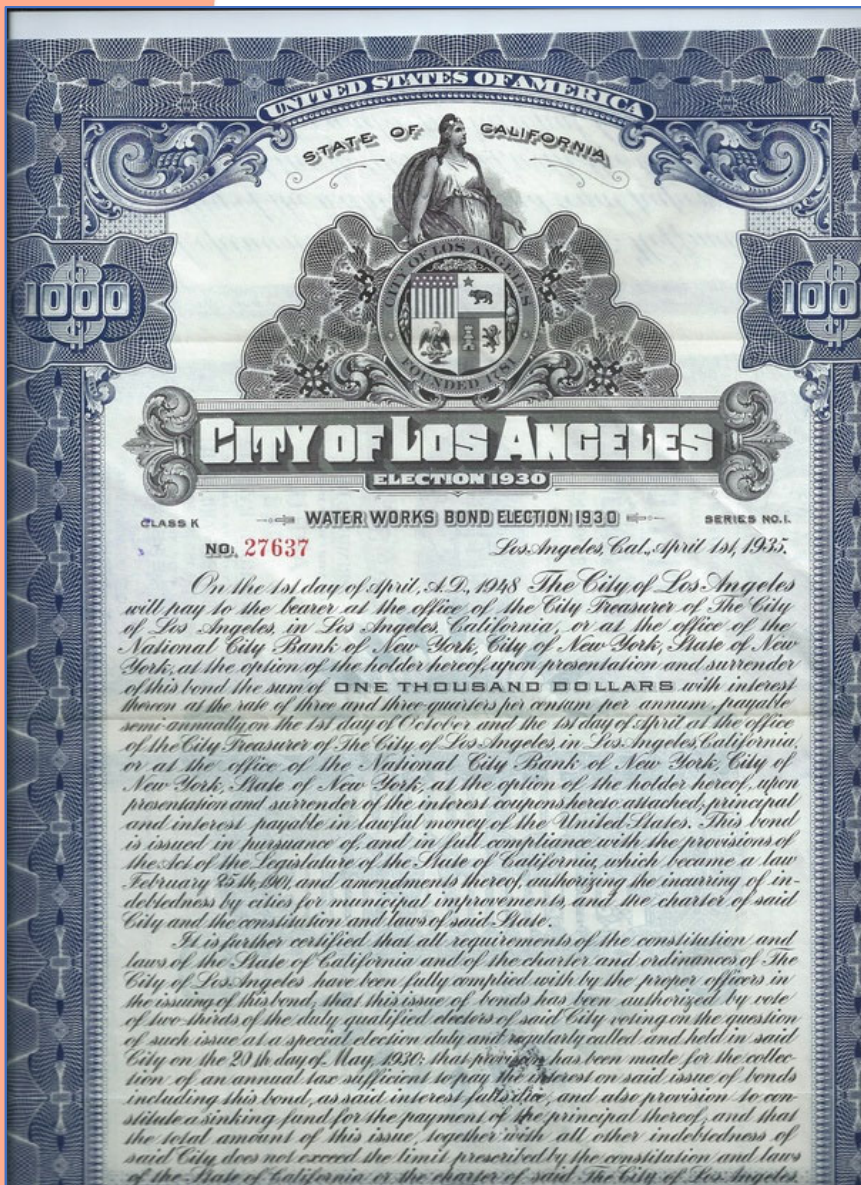 UNITED STATES OF AMERICA
STATE OF CALIFORNIA
CITY OF LOS ANGELES
FOUNDED 1781
1000
100
CITY OF LOS ANGELES
ELECTION 1930
CLASS K
WATER WORKS BOND ELECTION 1930
SERIES NO. 1.
NO. 27637
Los Angeles, Cal., April 1st, 1935.
On the 1st day of April, A.D., 1948 The City of Los Angeles
will pay to the bearer at the office of the City Treasurer of The City
of Los Angeles, in Los Angeles, California, or at the office of the
National City Bank of New York, City of New York, State of New
York, at the option of the holder hereof, upon presentation and surrender
of this bond the sum of ONE THOUSAND DOLLARS with interest
thereon at the rate of three and three-quarters per centum per annum, payable
semi-annually on the 1st day of October and the 1st day of April at the office
of the City Treasurer of The City of Los Angeles, in Los Angeles, California,
or at the office of the National City Bank of New York, City of
New York, State of New York, at the option of the holder hereof, upon
presentation and surrender of the interest coupons hereto attached; principal
and interest payable in lawful money of the United States. This bond
is issued in pursuance of, and in full compliance with the provisions of
the Act of the Legislature of the State of California, which became a law
February 25th 1901, and amendments thereof, authorizing the incurring of in-
debtedness by cities for municipal improvements, and the charter of said
City and the constitution and laws of said State.
It is further certified that all requirements of the constitution and
laws of the State of California and of the charter and ordinances of The
City of Los Angeles have been fully complied with by the proper officers in
the issuing of this bond; that this issue of bonds has been authorized by vote
of two-thirds of the duly qualified electors of said City voting on the question
of such issue at a special election duly and regularly called and held in said
City on the 20th day of May 1930; that provision has been made for the collec-
tion of an annual tax sufficient to pay the interest on said issue of bonds
including this bond, as said interest falls due, and also provision to con-
stitute a sinking fund for the payment of the principal thereof; and that
the total amount of this issue, together with all other indebtedness of
said City does not exceed the limit prescribed by the constitution and laws
of the State of California or the charter of said The City of Los Angeles.